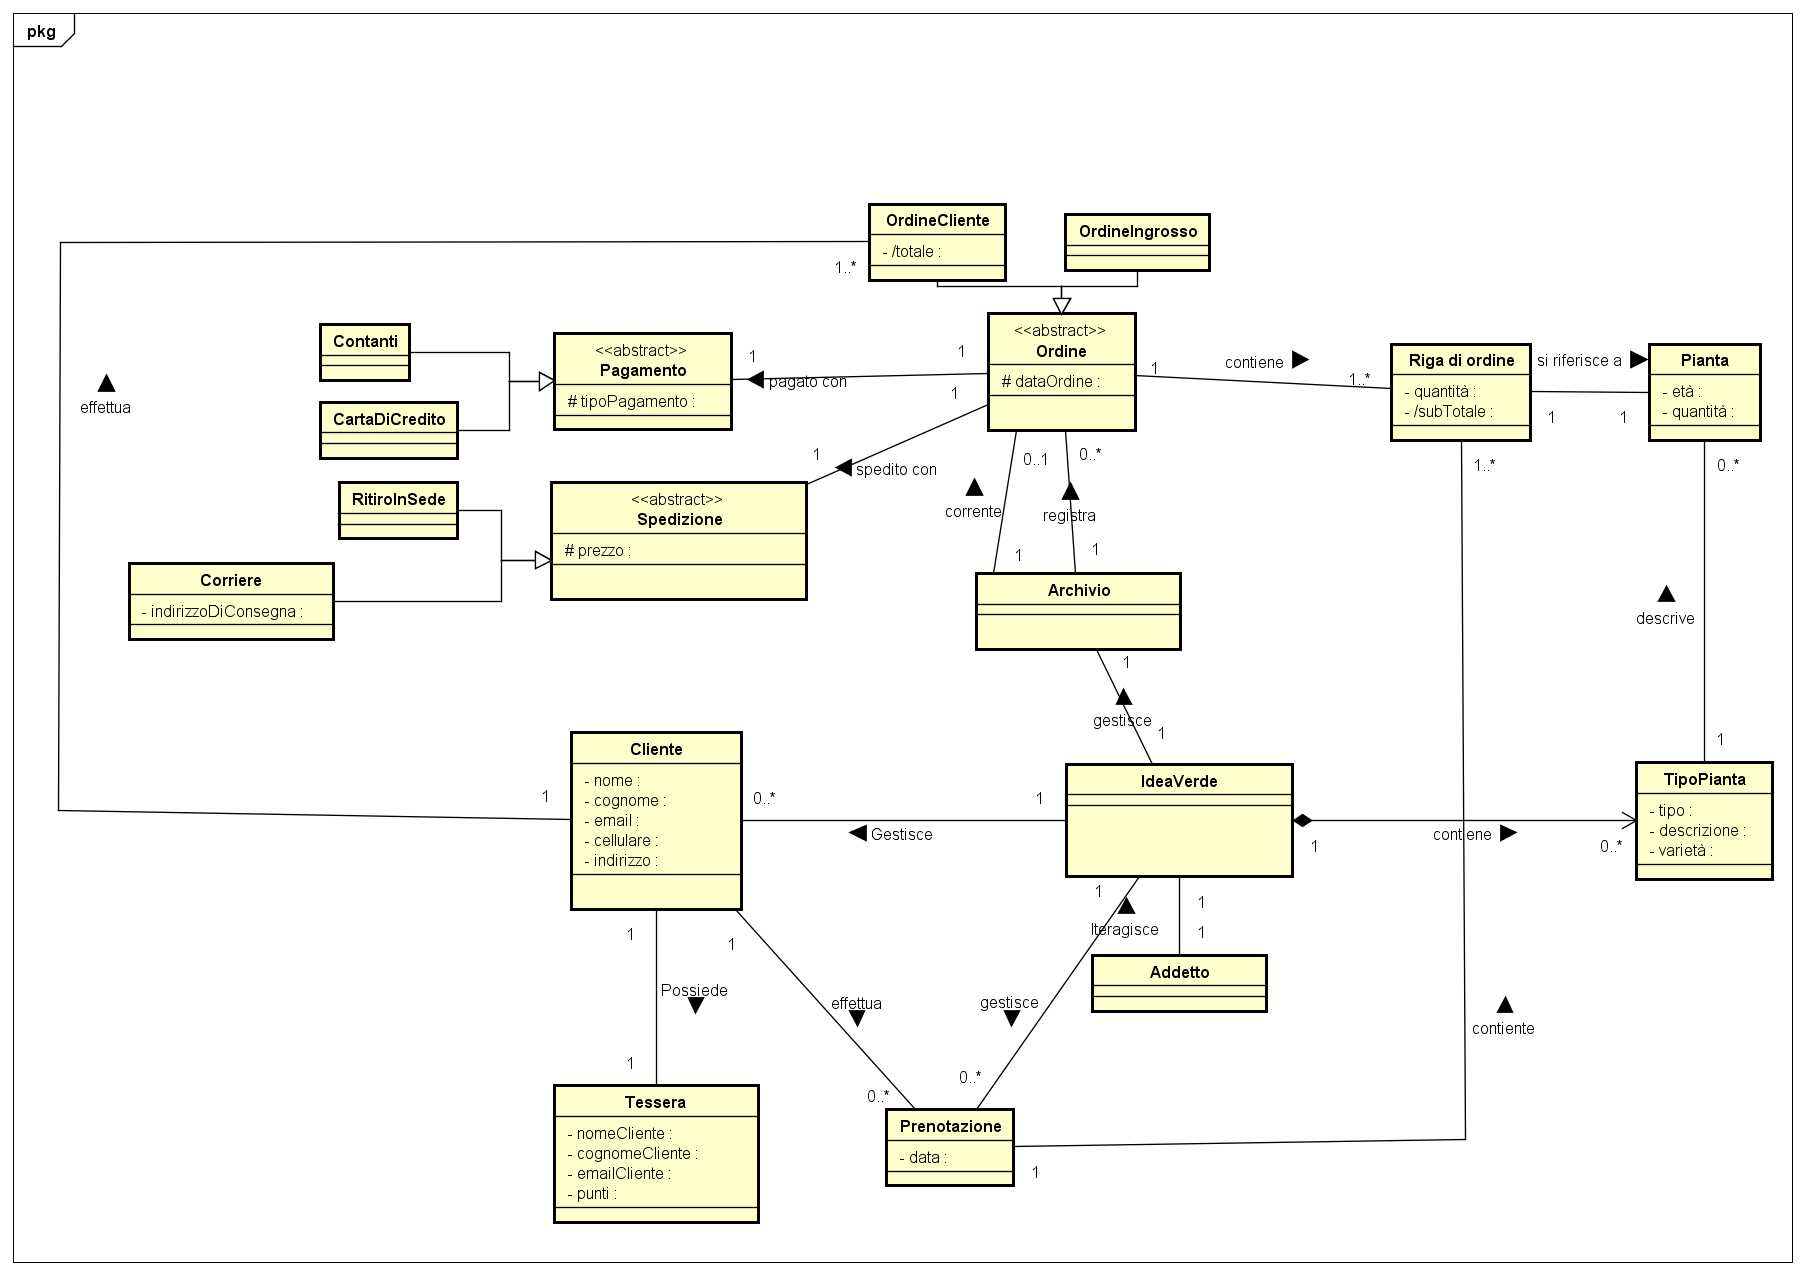 pkg
OrdineCliente
- /totale :
OrdineIngrosso
1..*
Contanti
CartaDiCredito
<<abstract>>
Pagamento
# tipoPagamento :
1
pagato con
1
<<abstract>>
Ordine
# dataOrdine :
1
contiene
1..*
Riga di ordine
- quantità :
- /subTotale :
si riferisce a
1
1
Pianta
- età :
- quantità :
effettua
1
1
spedito con
RitiroInSede
Corriere
- indirizzoDiConsegna :
<<abstract>>
Spedizione
# prezzo :
0..1
0..*
corrente
registra
1
1
1..*
0..*
Archivio
descrive
1
gestisce
1
1
Cliente
- nome :
- cognome :
- email :
- cellulare :
- indirizzo :
1
0..*
1
Gestisce
IdeaVerde
1
contiene
0..*
TipoPianta
- tipo :
- descrizione :
- varietà :
1
1
Iteragisce
1
Addetto
1
1
Possiede
effettua
gestisce
contiente
1
0..*
0..*
Tessera
- nomeCliente :
- cognomeCliente :
- emailCliente :
- punti :
Prenotazione
- data :
1